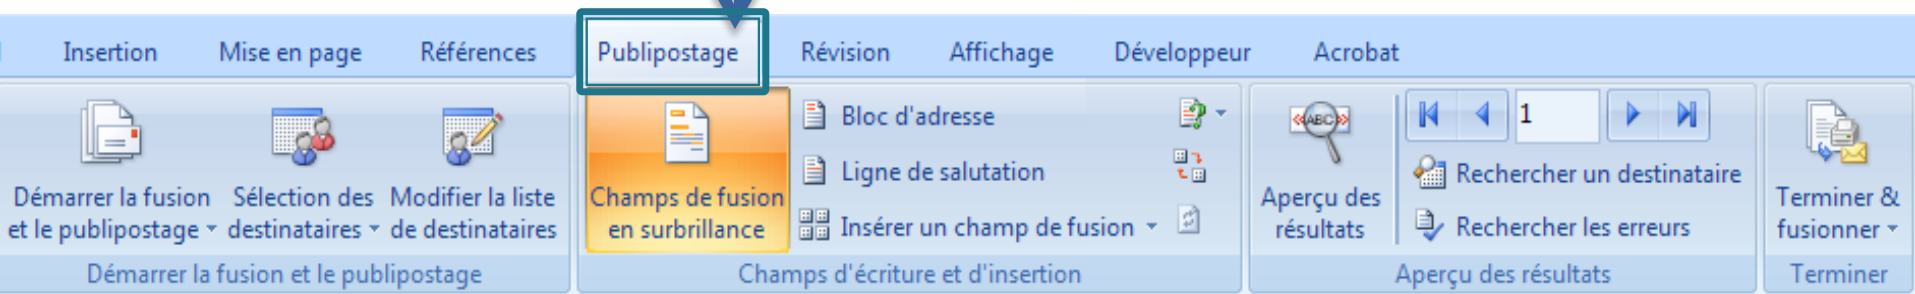 Insertion Mise en page Références Publipostage Révision Affichage Développeur Acrobat
Démarrer la fusion
et le publipostage
Sélection des
destinataires
Modifier la liste
de destinataires
Démarrer la fusion et le publipostage
Champs de fusion
en surbrillance
Bloc d'adresse
Ligne de salutation
Insérer un champ de fusion
Champs d'écriture et d'insertion
«ABC»
Aperçu des
résultats
1
Rechercher un destinataire
Rechercher les erreurs
Aperçu des résultats
Terminer &
fusionner
Terminer